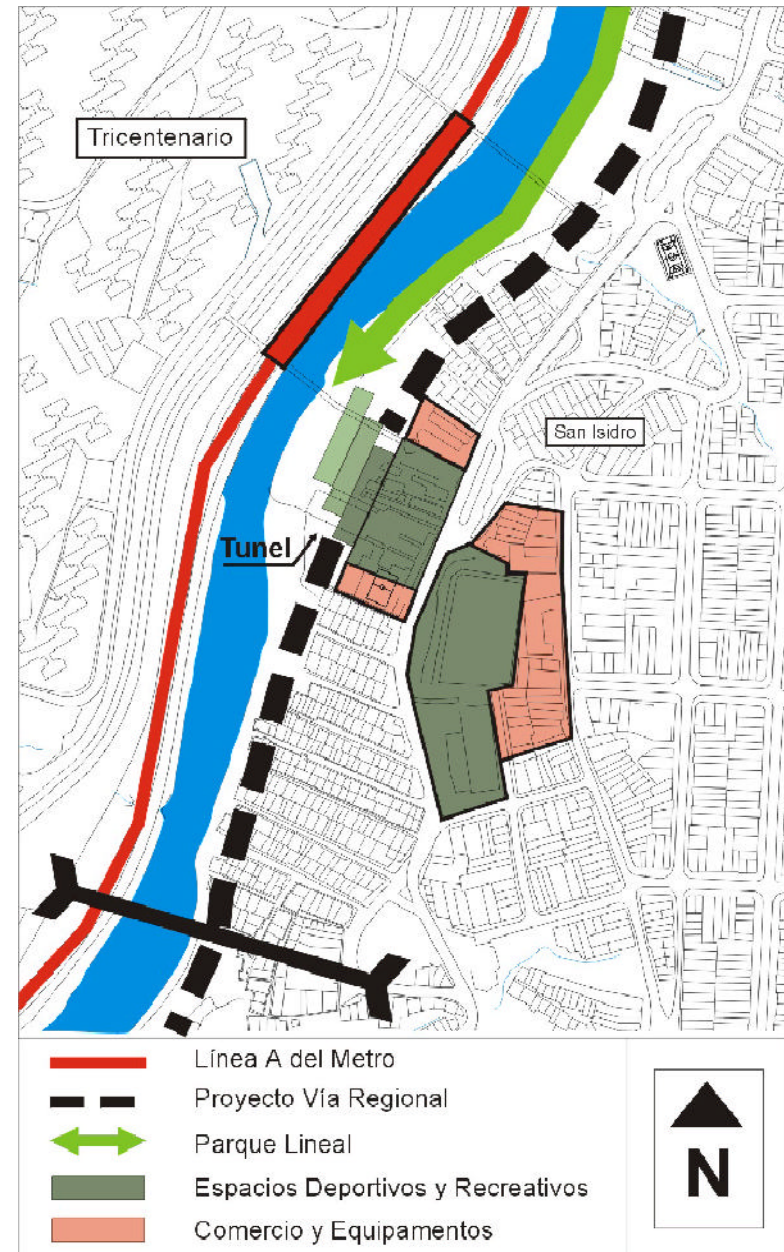 Tricentenario
San Isidro
Tunel
Línea A del Metro
Proyecto Vía Regional
Parque Lineal
Espacios Deportivos y Recreativos
Comercio y Equipamentos
N